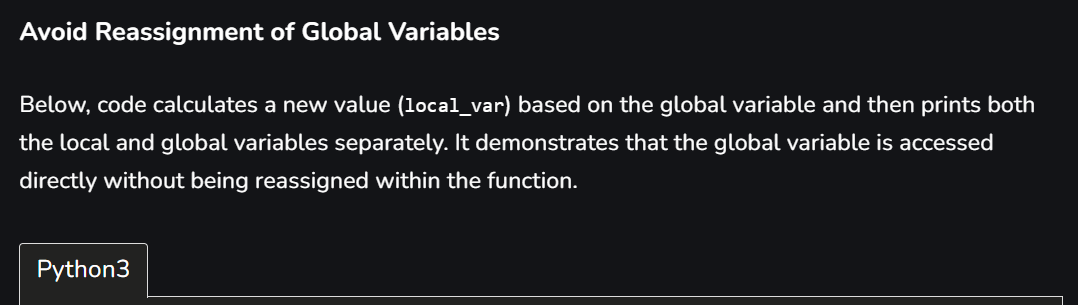 Avoid Reassignment of Global Variables
Below, code calculates a new value (local_var) based on the global variable and then prints both
the local and global variables separately. It demonstrates that the global variable is accessed
directly without being reassigned within the function.
Python3